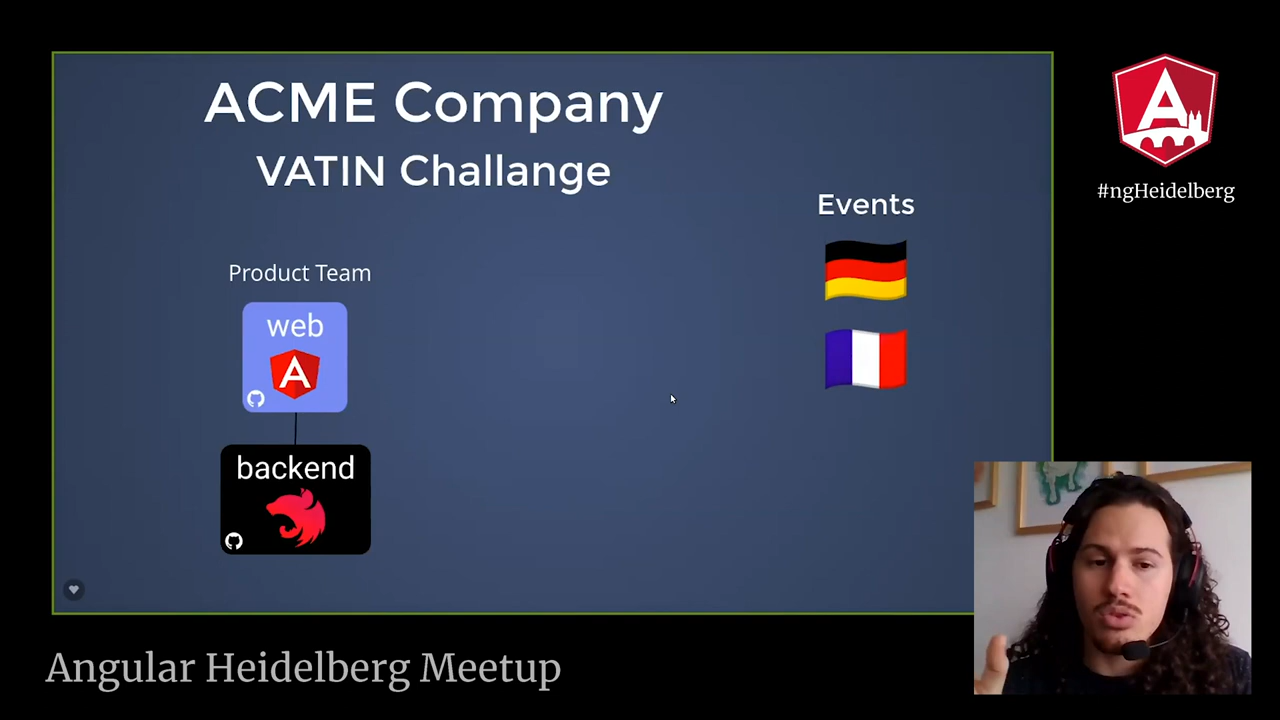 ACME Company
VATIN Challange
Events
Product Team
web
A
backend
A
#ngHeidelberg
Angular Heidelberg Meetup